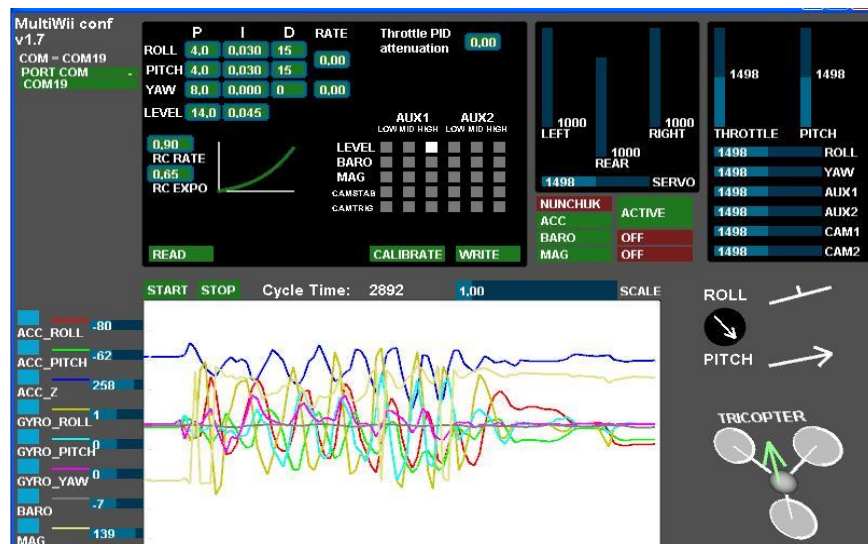 MultiWii conf
v1.7
COM = COM19
PORT COM -
COM19
P I D RATE
ROLL 4,0 0,030 15
0,00
PITCH 4,0 0,030 15
YAW 8,0 0,000 0 0,00
LEVEL 14,0 0,045
Throttle PID
attenuation 0,00
0,90
RC RATE
0,65
RC EXPO
AUX1 AUX2
LOW MID HIGH LOW MID HIGH
LEVEL
BARO
MAG
CAMSTAB
CAMTRIG
READ CALIBRATE WRITE
1000
LEFT
1000
REAR
1000
RIGHT
1498 SERVO
NUNCHUK
ACC ACTIVE
BARO OFF
MAG OFF
1498 1498
THROTTLE PITCH
1498 ROLL
1498 YAW
1498 AUX1
1498 AUX2
1498 CAM1
1498 CAM2
START STOP Cycle Time: 2892 1,00 SCALE
ACC_ROLL -80
ACC_PITCH -62
ACC_Z 258
GYRO_ROLL 1
GYRO_PITCH 0
GYRO_YAW 0
BARO -7
MAG 139
ROLL
PITCH
TRICOPTER